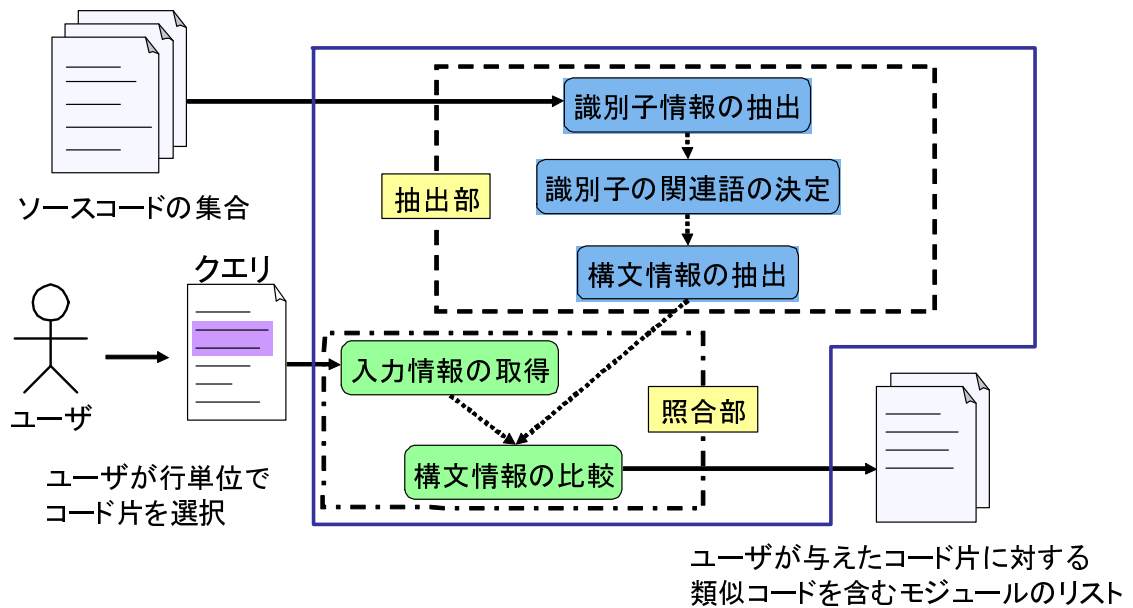 識別子情報の抽出
識別子の関連語の決定
抽出部
ソースコードの集合
構文情報の抽出
クエリ
入力情報の取得
ユーザ
照合部
構文情報の比較
ユーザが行単位で
コード片を選択
ユーザが与えたコード片に対する
類似コードを含むモジュールのリスト